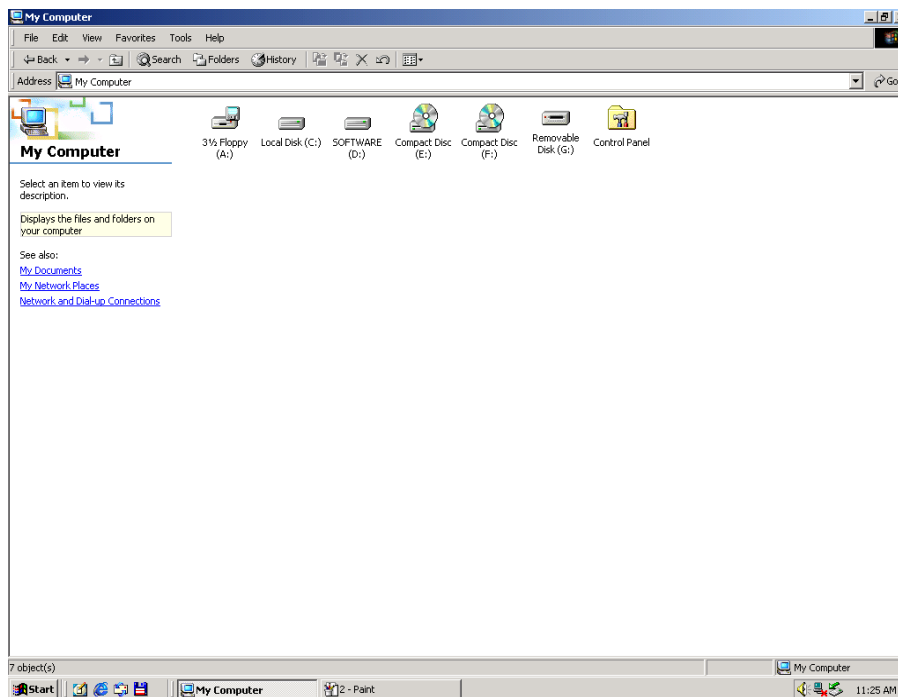 My Computer
File Edit View Favorites Tools Help
Back Search Folders History
Address My Computer Go
My Computer
Select an item to view its
description.
Displays the files and folders on
your computer
See also:
My Documents
My Network Places
Network and Dial-up Connections
3½ Floppy
(A:)
Local Disk (C:)
SOFTWARE
(D:)
Compact Disc
(E:)
Compact Disc
(F:)
Removable
Disk (G:)
Control Panel
7 object(s) My Computer
Start My Computer 2 - Paint 11:25 AM